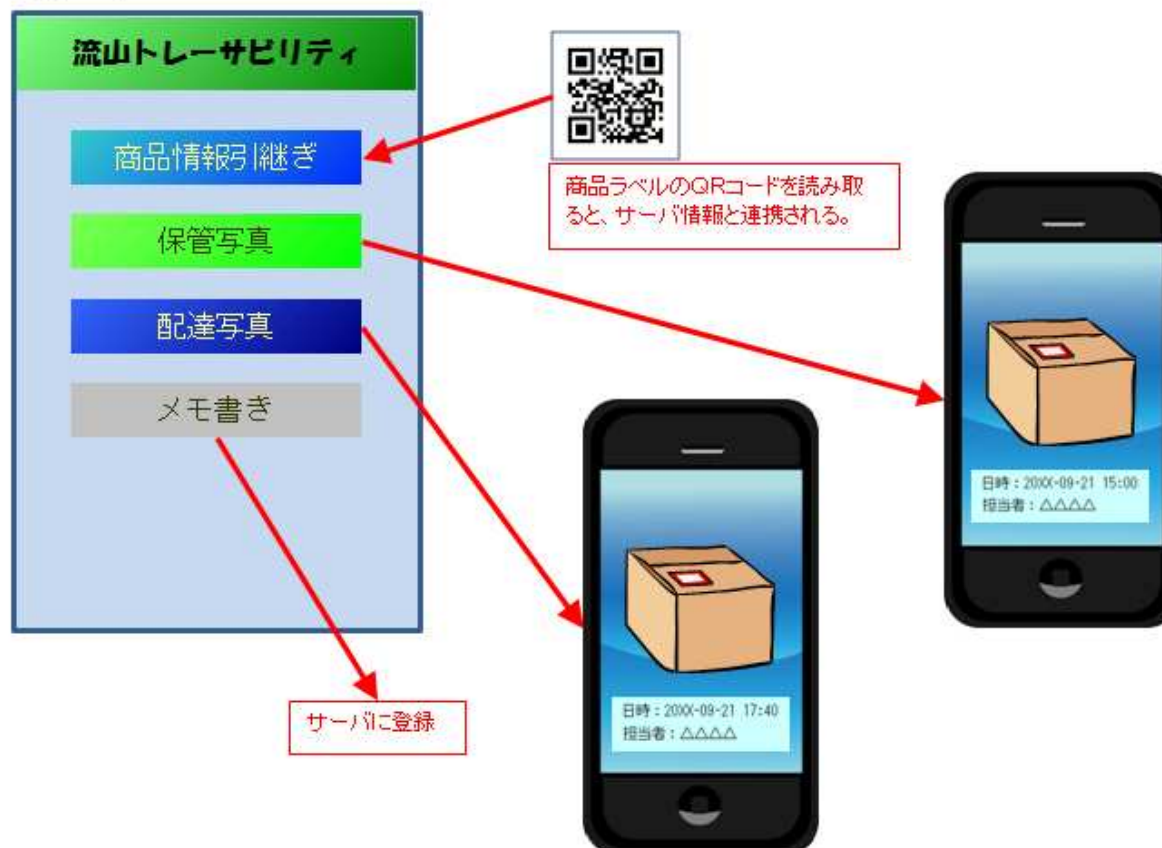 流山トレーサビリティ
商品情報引継ぎ
保管写真
配達写真
メモ書き
商品ラベルのQRコードを読み取
ると、サーバ情報と連携される。
日時：20XX-09-21 15:00
担当者：△△△△
日時：20XX-09-21 17:40
担当者：△△△△
サーバに登録